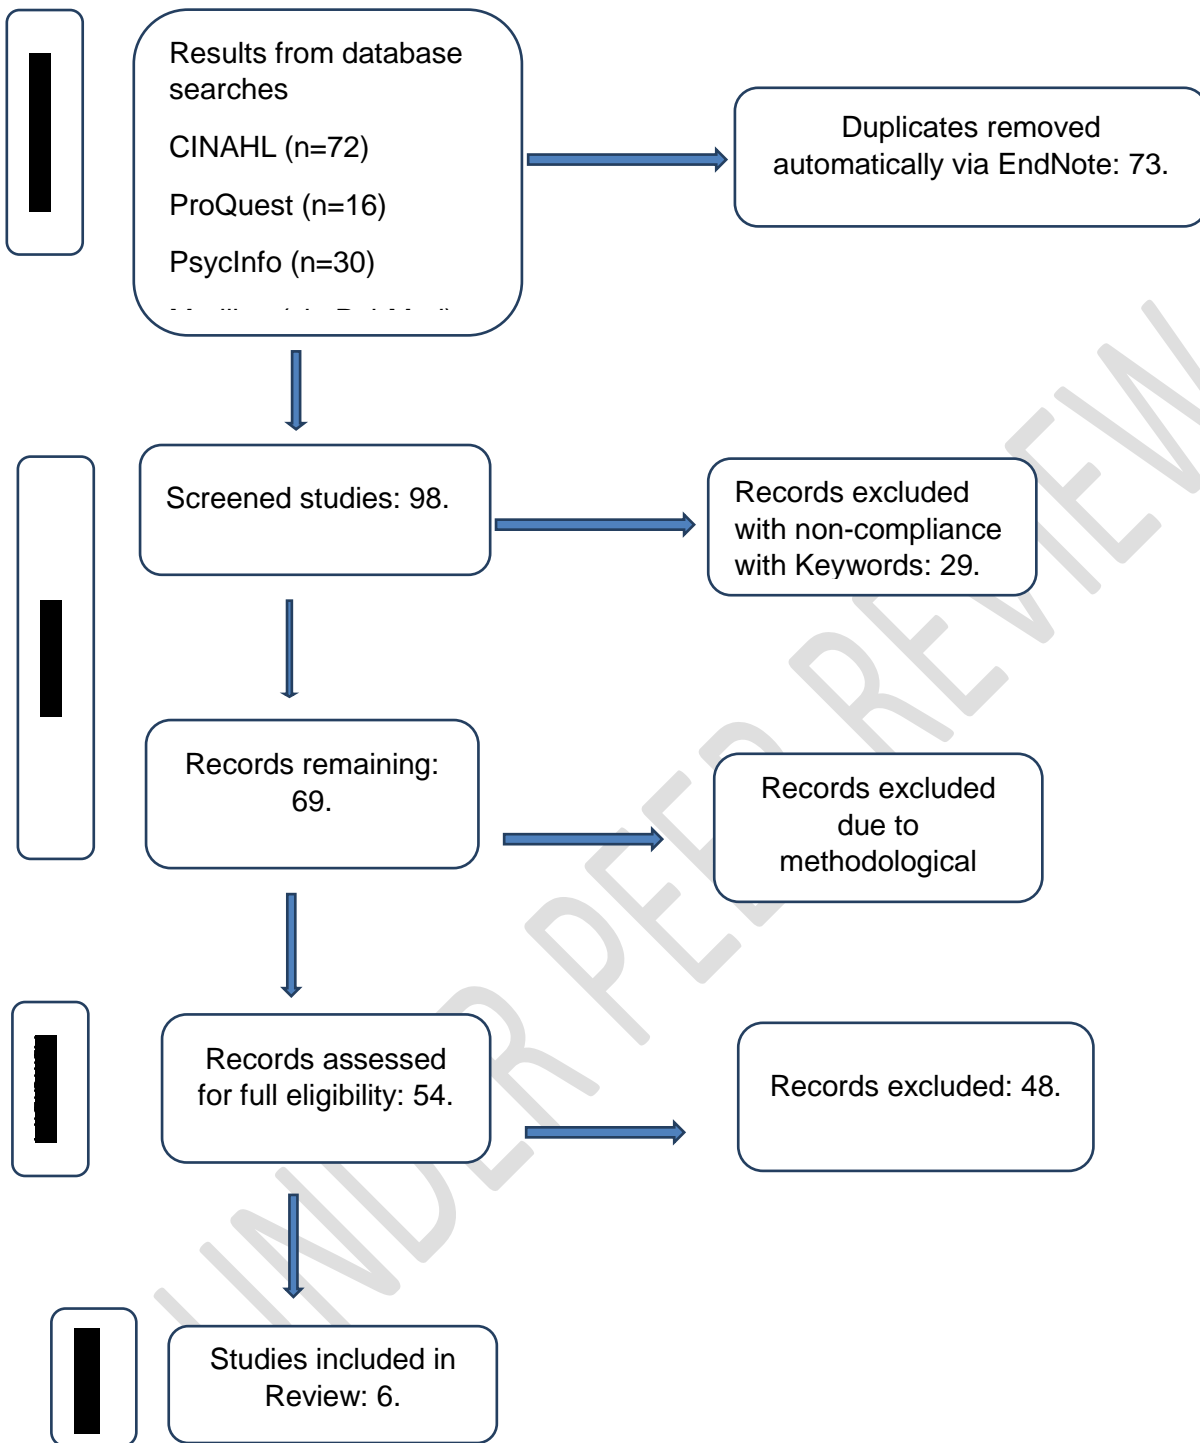 Results from database
searches
CINAHL (n=72)
ProQuest (n=16)
PsycInfo (n=30)
Duplicates removed
automatically via EndNote: 73.
Screened studies: 98.
Records excluded
with non-compliance
with Keywords: 29.
Records remaining:
69.
Records excluded
due to
methodological
Records assessed
for full eligibility: 54.
Records excluded: 48.
Studies included in
Review: 6.
UNDER PEER REVIEW